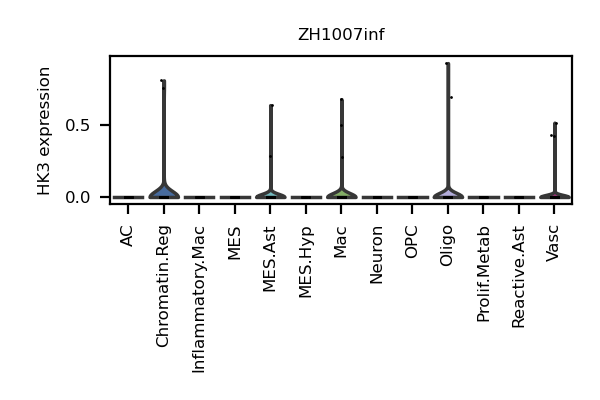 ZH1007inf
HK3 expression
0.5
0.0
AC
Chromatin.Reg
Inflammatory.Mac
MES
MES.Ast
MES.Hyp
Mac
Neuron
OPC
Oligo
Prolif.Metab
Reactive.Ast
Vasc